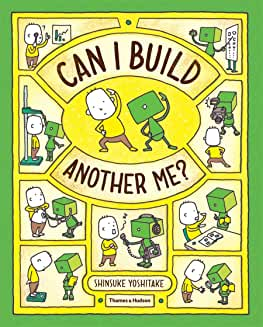 CAN I BUILD
ANOTHER ME?
SHINSUKE YOSHITAKE
Thames & Hudson